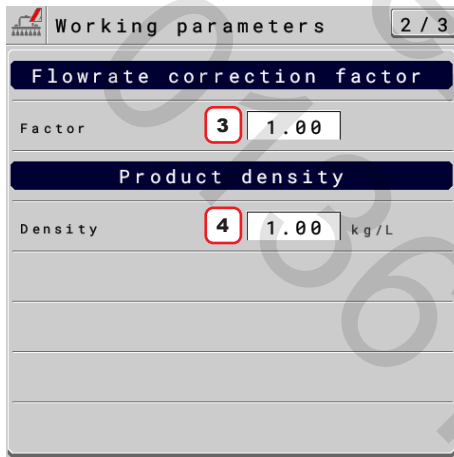 Working parameters 2/3
Flowrate correction factor
Factor 3 1.00
Product density
Density 4 1.00 kg/L